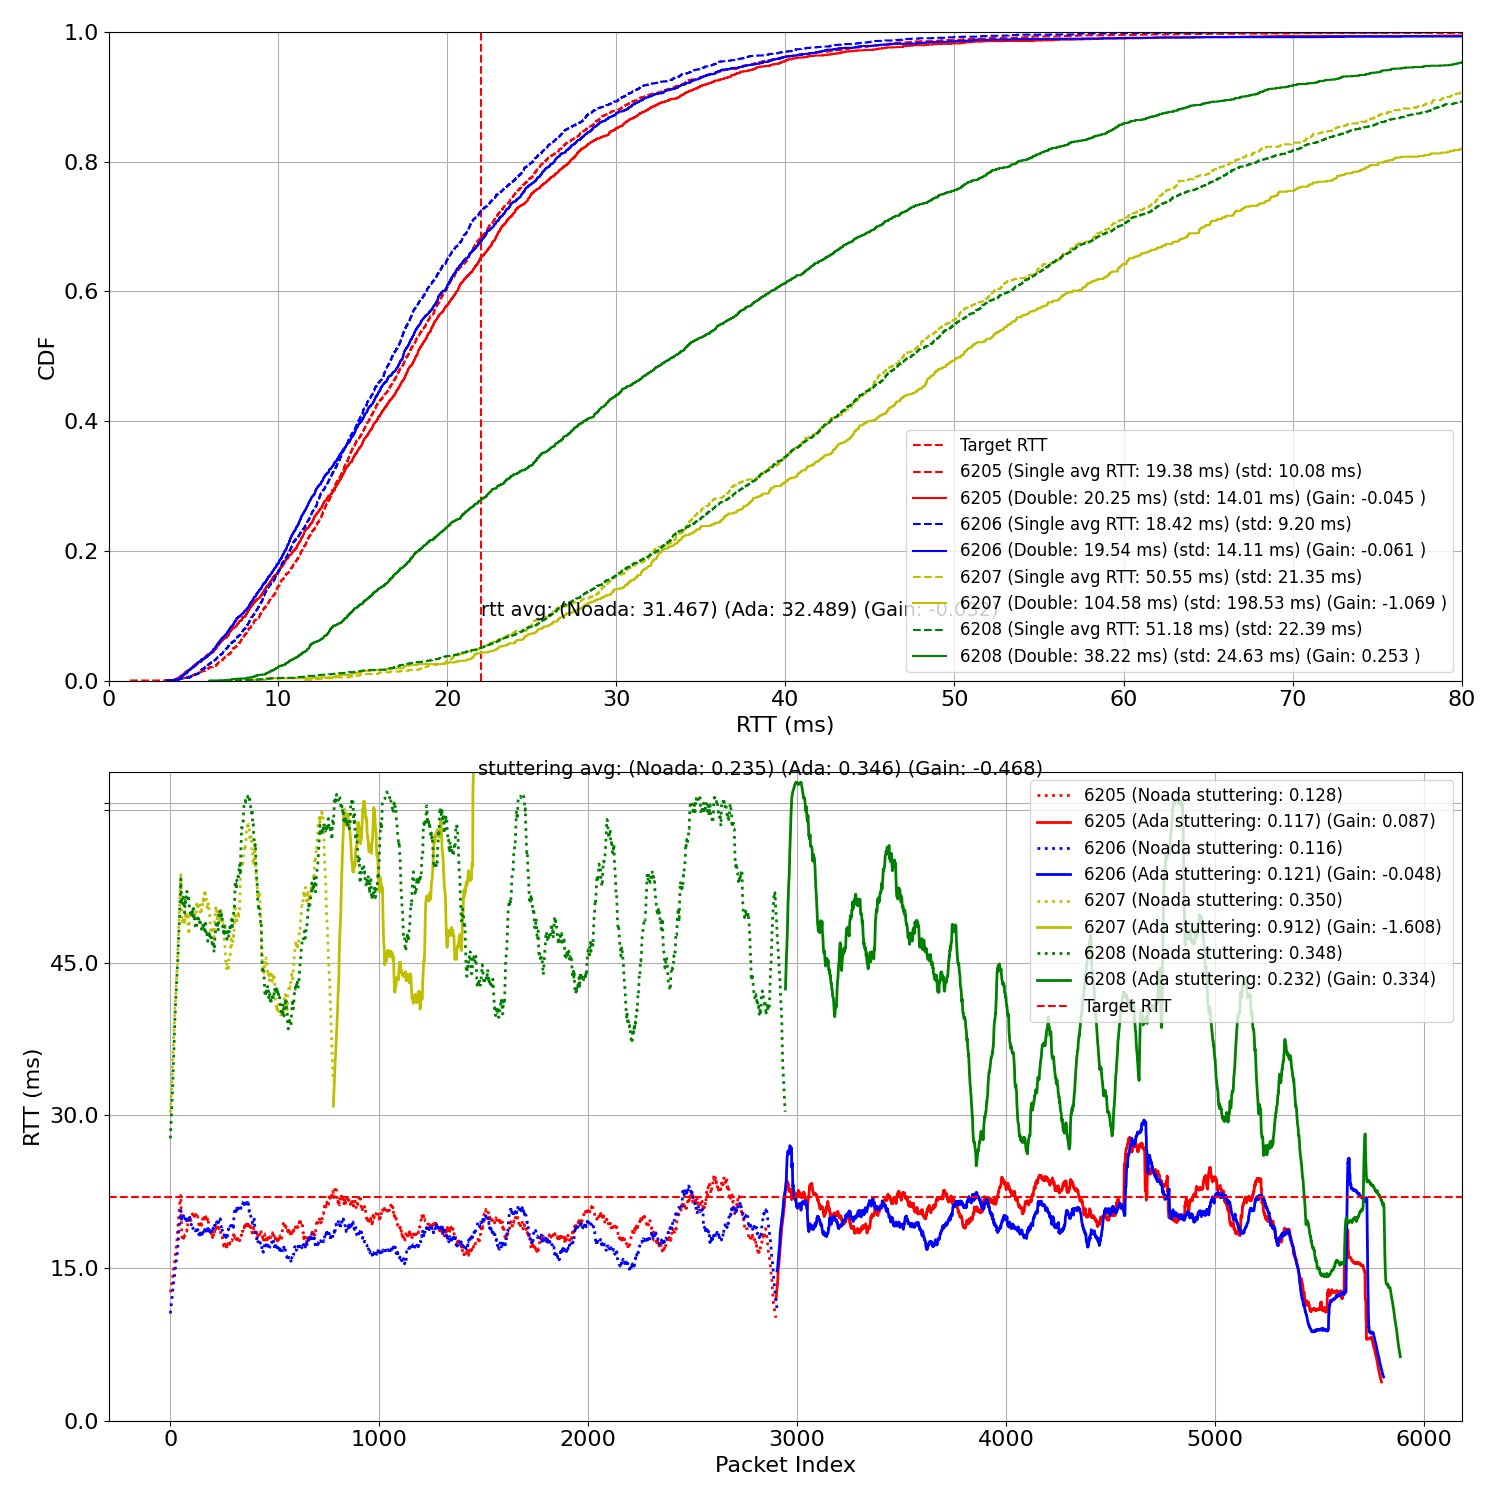 1.0
0.8
0.6
0.4
0.2
0.0
CDF
0 10 20 30 40 50 60 70 80
RTT (ms)
rtt avg: (Noada: 31.467) (Ada: 32.489) (Gain: -0.032)
Target RTT
6205 (Single avg RTT: 19.38 ms) (std: 10.08 ms)
6205 (Double: 20.25 ms) (std: 14.01 ms) (Gain: -0.045 )
6206 (Single avg RTT: 18.42 ms) (std: 9.20 ms)
6206 (Double: 19.54 ms) (std: 14.11 ms) (Gain: -0.061 )
6207 (Single avg RTT: 50.55 ms) (std: 21.35 ms)
6207 (Double: 104.58 ms) (std: 198.53 ms) (Gain: -1.069 )
6208 (Single avg RTT: 51.18 ms) (std: 22.39 ms)
6208 (Double: 38.22 ms) (std: 24.63 ms) (Gain: 0.253 )
stuttering avg: (Noada: 0.235) (Ada: 0.346) (Gain: -0.468)
6205 (Noada stuttering: 0.128)
6205 (Ada stuttering: 0.117) (Gain: 0.087)
6206 (Noada stuttering: 0.116)
6206 (Ada stuttering: 0.121) (Gain: -0.048)
6207 (Noada stuttering: 0.350)
6207 (Ada stuttering: 0.912) (Gain: -1.608)
6208 (Noada stuttering: 0.348)
6208 (Ada stuttering: 0.232) (Gain: 0.334)
Target RTT
45.0
30.0
15.0
0.0
RTT (ms)
0 1000 2000 3000 4000 5000 6000
Packet Index